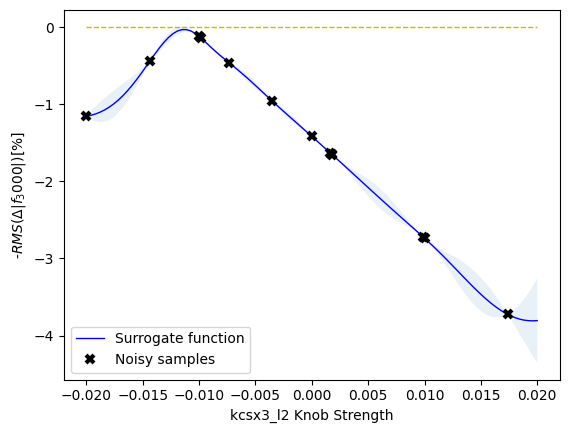 0
−1
−2
−3
−4
-RMS(Δ|f₃000|)[%]
Surrogate function
Noisy samples
−0.020 −0.015 −0.010 −0.005 0.000 0.005 0.010 0.015 0.020
kcsx3_l2 Knob Strength